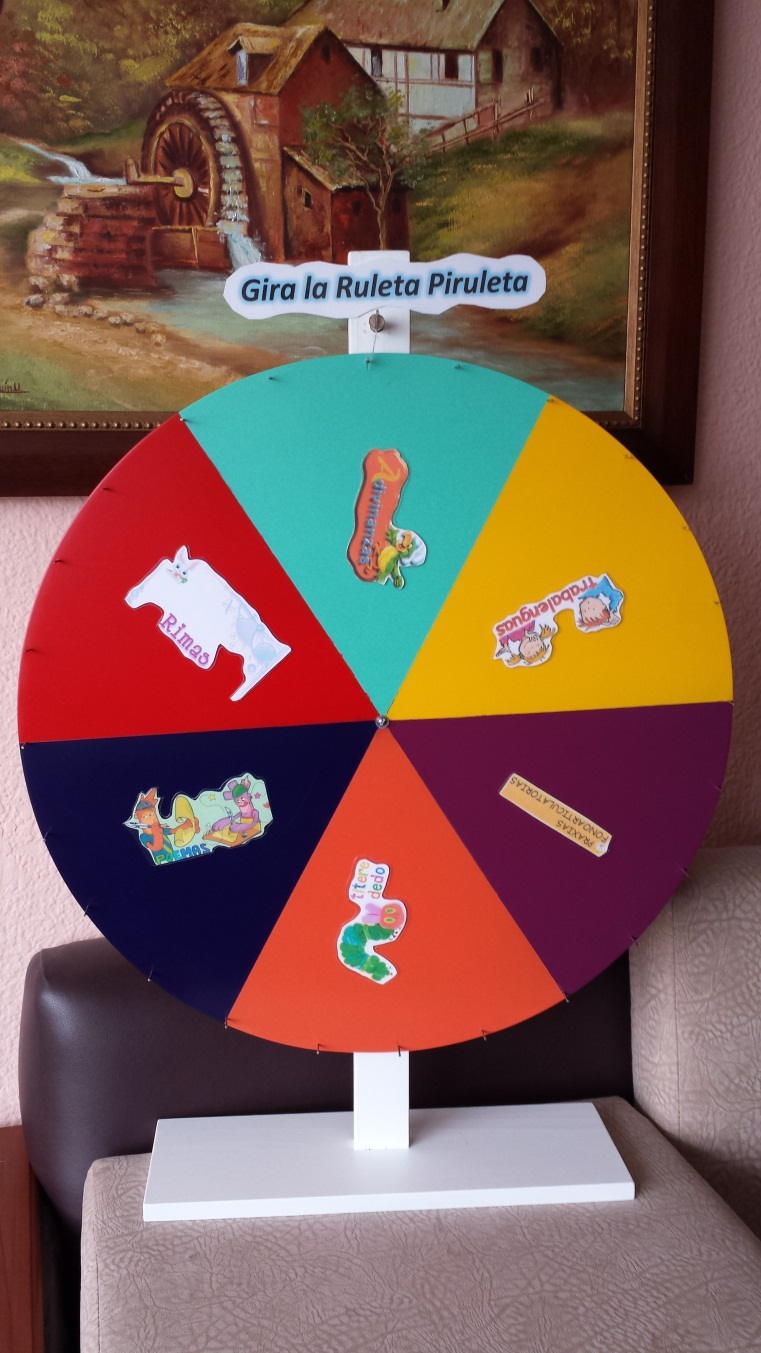 Gira la Ruleta Piruleta
Adivinanzas
Trabalenguas
PRAXIAS
FONOARTICULATORIAS
títere
dedo
POEMAS
Rimas